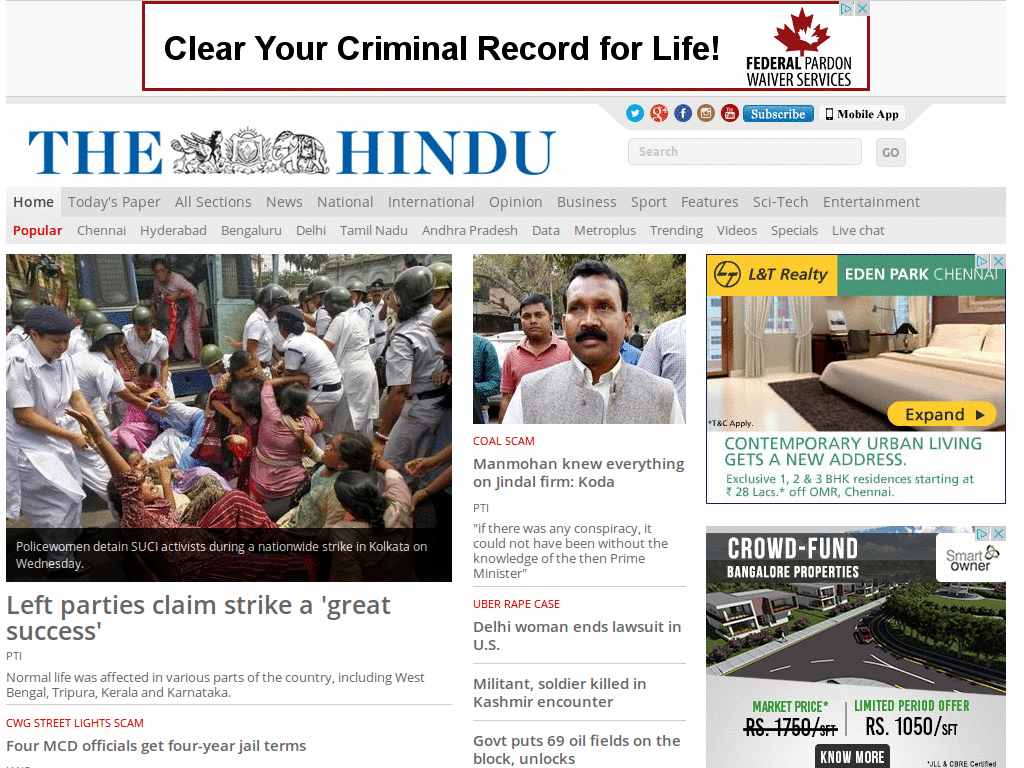 Clear Your Criminal Record for Life!
FEDERAL PARDON
WAIVER SERVICES
Subscribe
Mobile App
THE HINDU
Search
GO
Home Today's Paper All Sections News National International Opinion Business Sport Features Sci-Tech Entertainment
Popular Chennai Hyderabad Bengaluru Delhi Tamil Nadu Andhra Pradesh Data Metroplus Trending Videos Specials Live chat
Policewomen detain SUCI activists during a nationwide strike in Kolkata on
Wednesday.
Left parties claim strike a 'great
success'
PTI
Normal life was affected in various parts of the country, including West
Bengal, Tripura, Kerala and Karnataka.
CWG STREET LIGHTS SCAM
Four MCD officials get four-year jail terms
COAL SCAM
Manmohan knew everything
on Jindal firm: Koda
PTI
"if there was any conspiracy, it
could not have been without the
knowledge of the then Prime
Minister"
UBER RAPE CASE
Delhi woman ends lawsuit in
U.S.
Militant, soldier killed in
Kashmir encounter
Govt puts 69 oil fields on the
block, unlocks
L&T Realty
EDEN PARK CHENNAI
*T&C Apply.
Expand
CONTEMPORARY URBAN LIVING
GETS A NEW ADDRESS.
Exclusive 1, 2 & 3 BHK residences starting at
₹ 28 Lacs.* off OMR, Chennai.
CROWD-FUND
BANGALORE PROPERTIES
Smart
owner
MARKET PRICE*
RS. 1750/SFT
LIMITED PERIOD OFFER
RS. 1050/SFT
KNOW MORE
*JLL & CBRE Certified